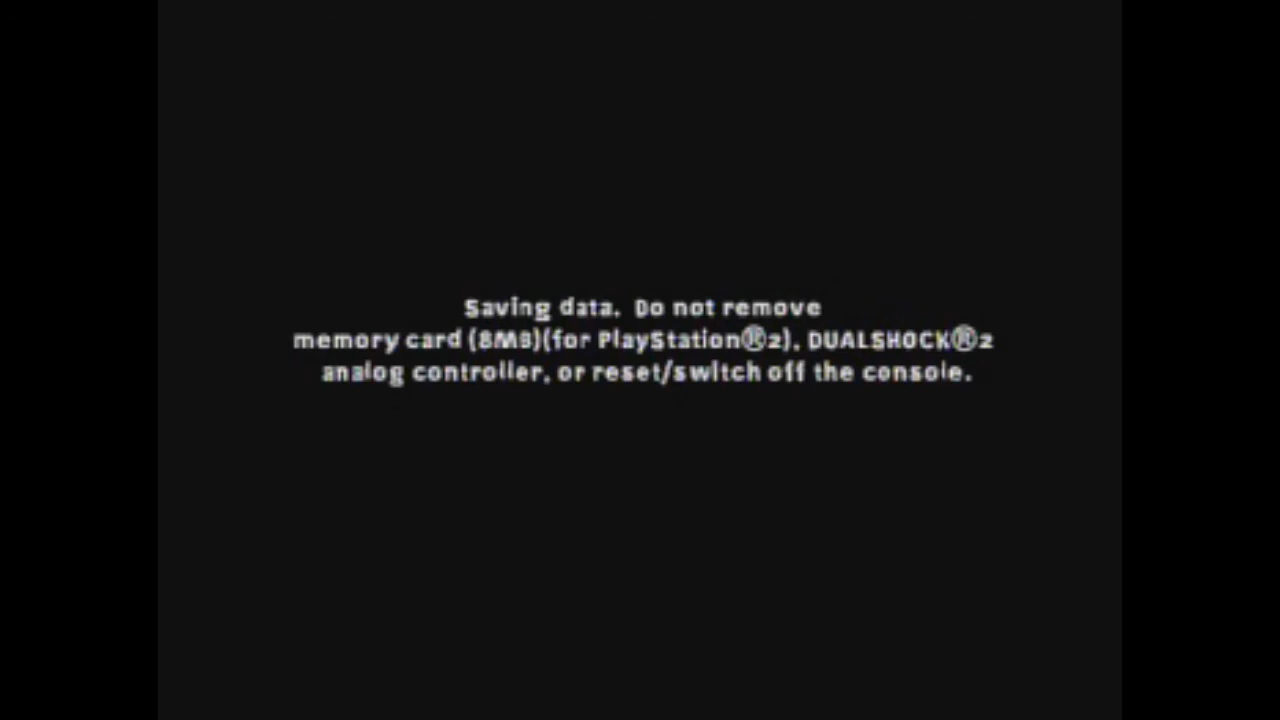 Saving data.  Do not remove
memory card (8MB)(for PlayStation®2), DUALSHOCK®2
analog controller, or reset/switch off the console.